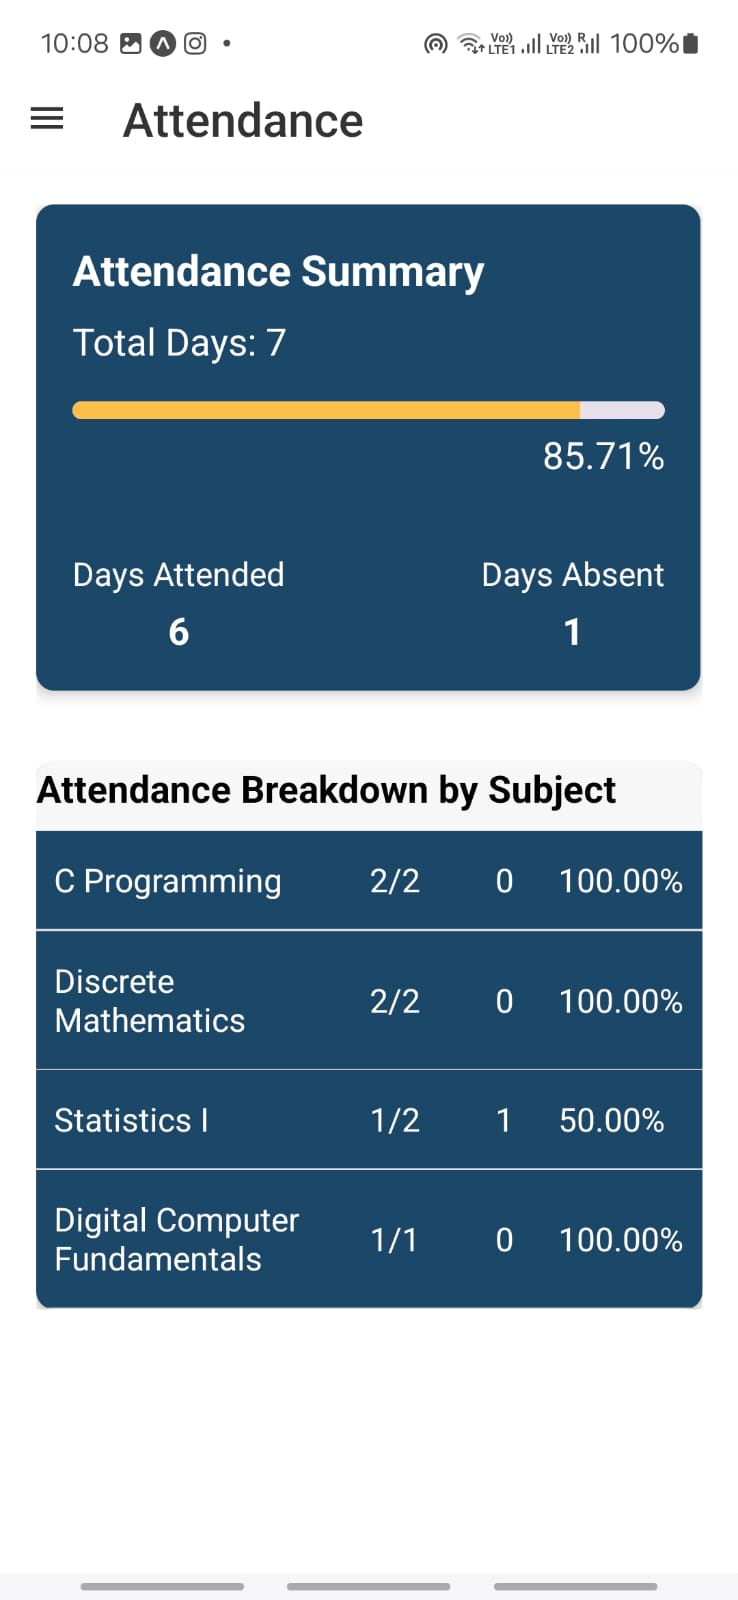 10:08 Vo)) LTE1 Vo)) LTE2 R 100%
Attendance
Attendance Summary
Total Days: 7
85.71%
Days Attended Days Absent
6 1
Attendance Breakdown by Subject
C Programming 2/2 0 100.00%
Discrete
Mathematics 2/2 0 100.00%
Statistics I 1/2 1 50.00%
Digital Computer
Fundamentals 1/1 0 100.00%